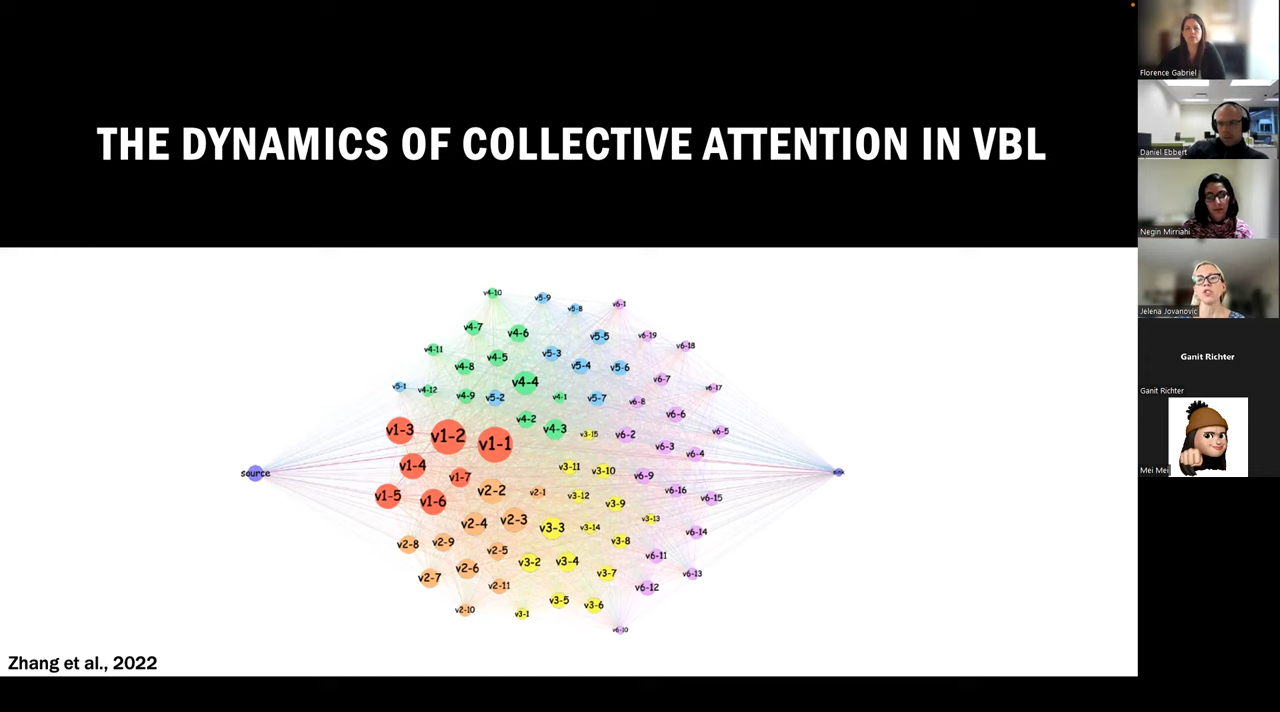 THE DYNAMICS OF COLLECTIVE ATTENTION IN VBL
Florence Gabriel
Daniel Ebbert
Negin Mirriahi
Jelena Jovanovic
Ganit Richter
Ganit Richter
Mei Mei
v4-10
v5-9
v5-8
v6-1
v4-7
v4-6
v5-5
v6-19
v6-18
v4-11
v4-5
v5-3
v4-8
v5-4
v5-6
v6-7
v5-1
v4-12
v4-4
v6-17
v4-9
v5-2
v4-1
v5-7
v6-8
v6-6
v4-2
v1-3
v1-2
v1-1
v4-3
v3-15
v6-2
v6-5
v6-3
v6-4
v1-4
v1-7
v3-11
v3-10
v6-9
source
v1-5
v1-6
v2-2
v2-1
v3-12
v3-9
v6-16
v6-15
v2-4
v2-3
v3-3
v3-14
v3-13
v6-14
v2-8
v2-9
v2-5
v3-8
v6-11
v2-7
v2-6
v3-2
v3-4
v3-7
v6-13
v2-11
v6-12
v2-10
v3-1
v3-5
v3-6
v6-10
Zhang et al., 2022